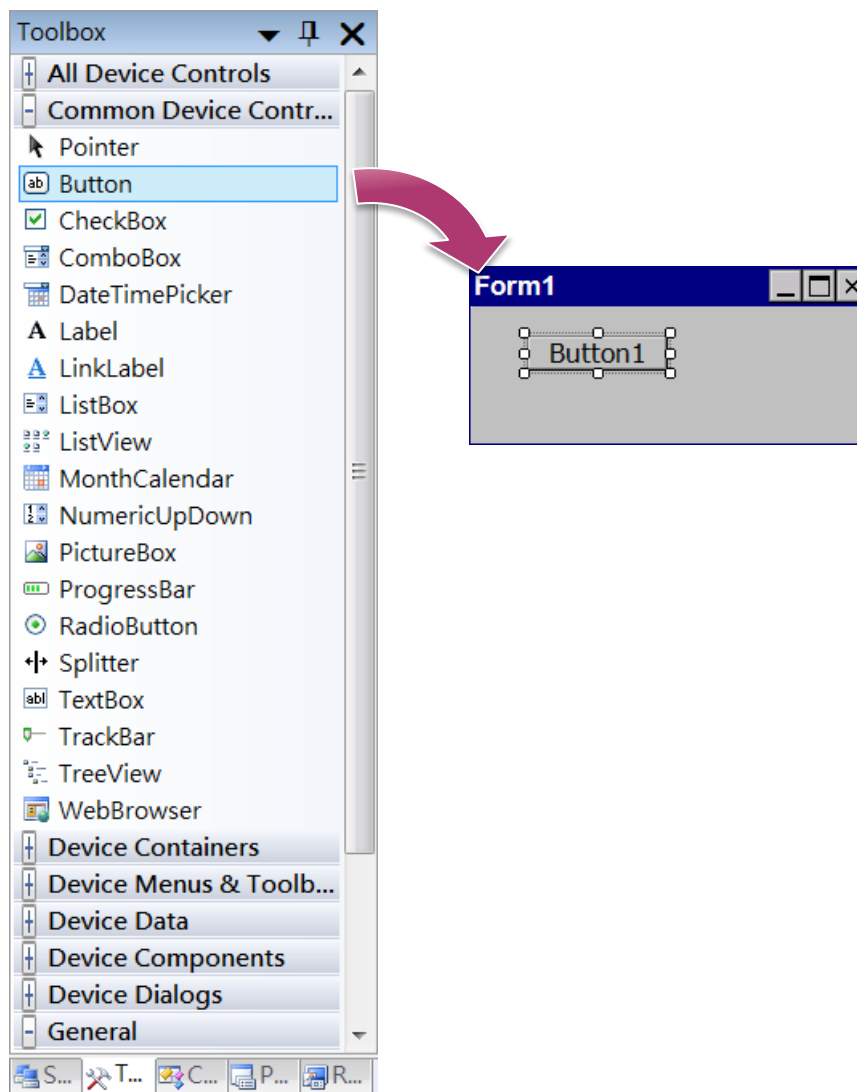 Toolbox
All Device Controls
Common Device Contr...
Pointer
Button
CheckBox
ComboBox
DateTimePicker
A Label
A LinkLabel
ListBox
ListView
MonthCalendar
NumericUpDown
PictureBox
ProgressBar
RadioButton
Splitter
TextBox
TrackBar
TreeView
WebBrowser
Device Containers
Device Menus & Toolb...
Device Data
Device Components
Device Dialogs
General
S... T... C... P... R...
Form1
Button1